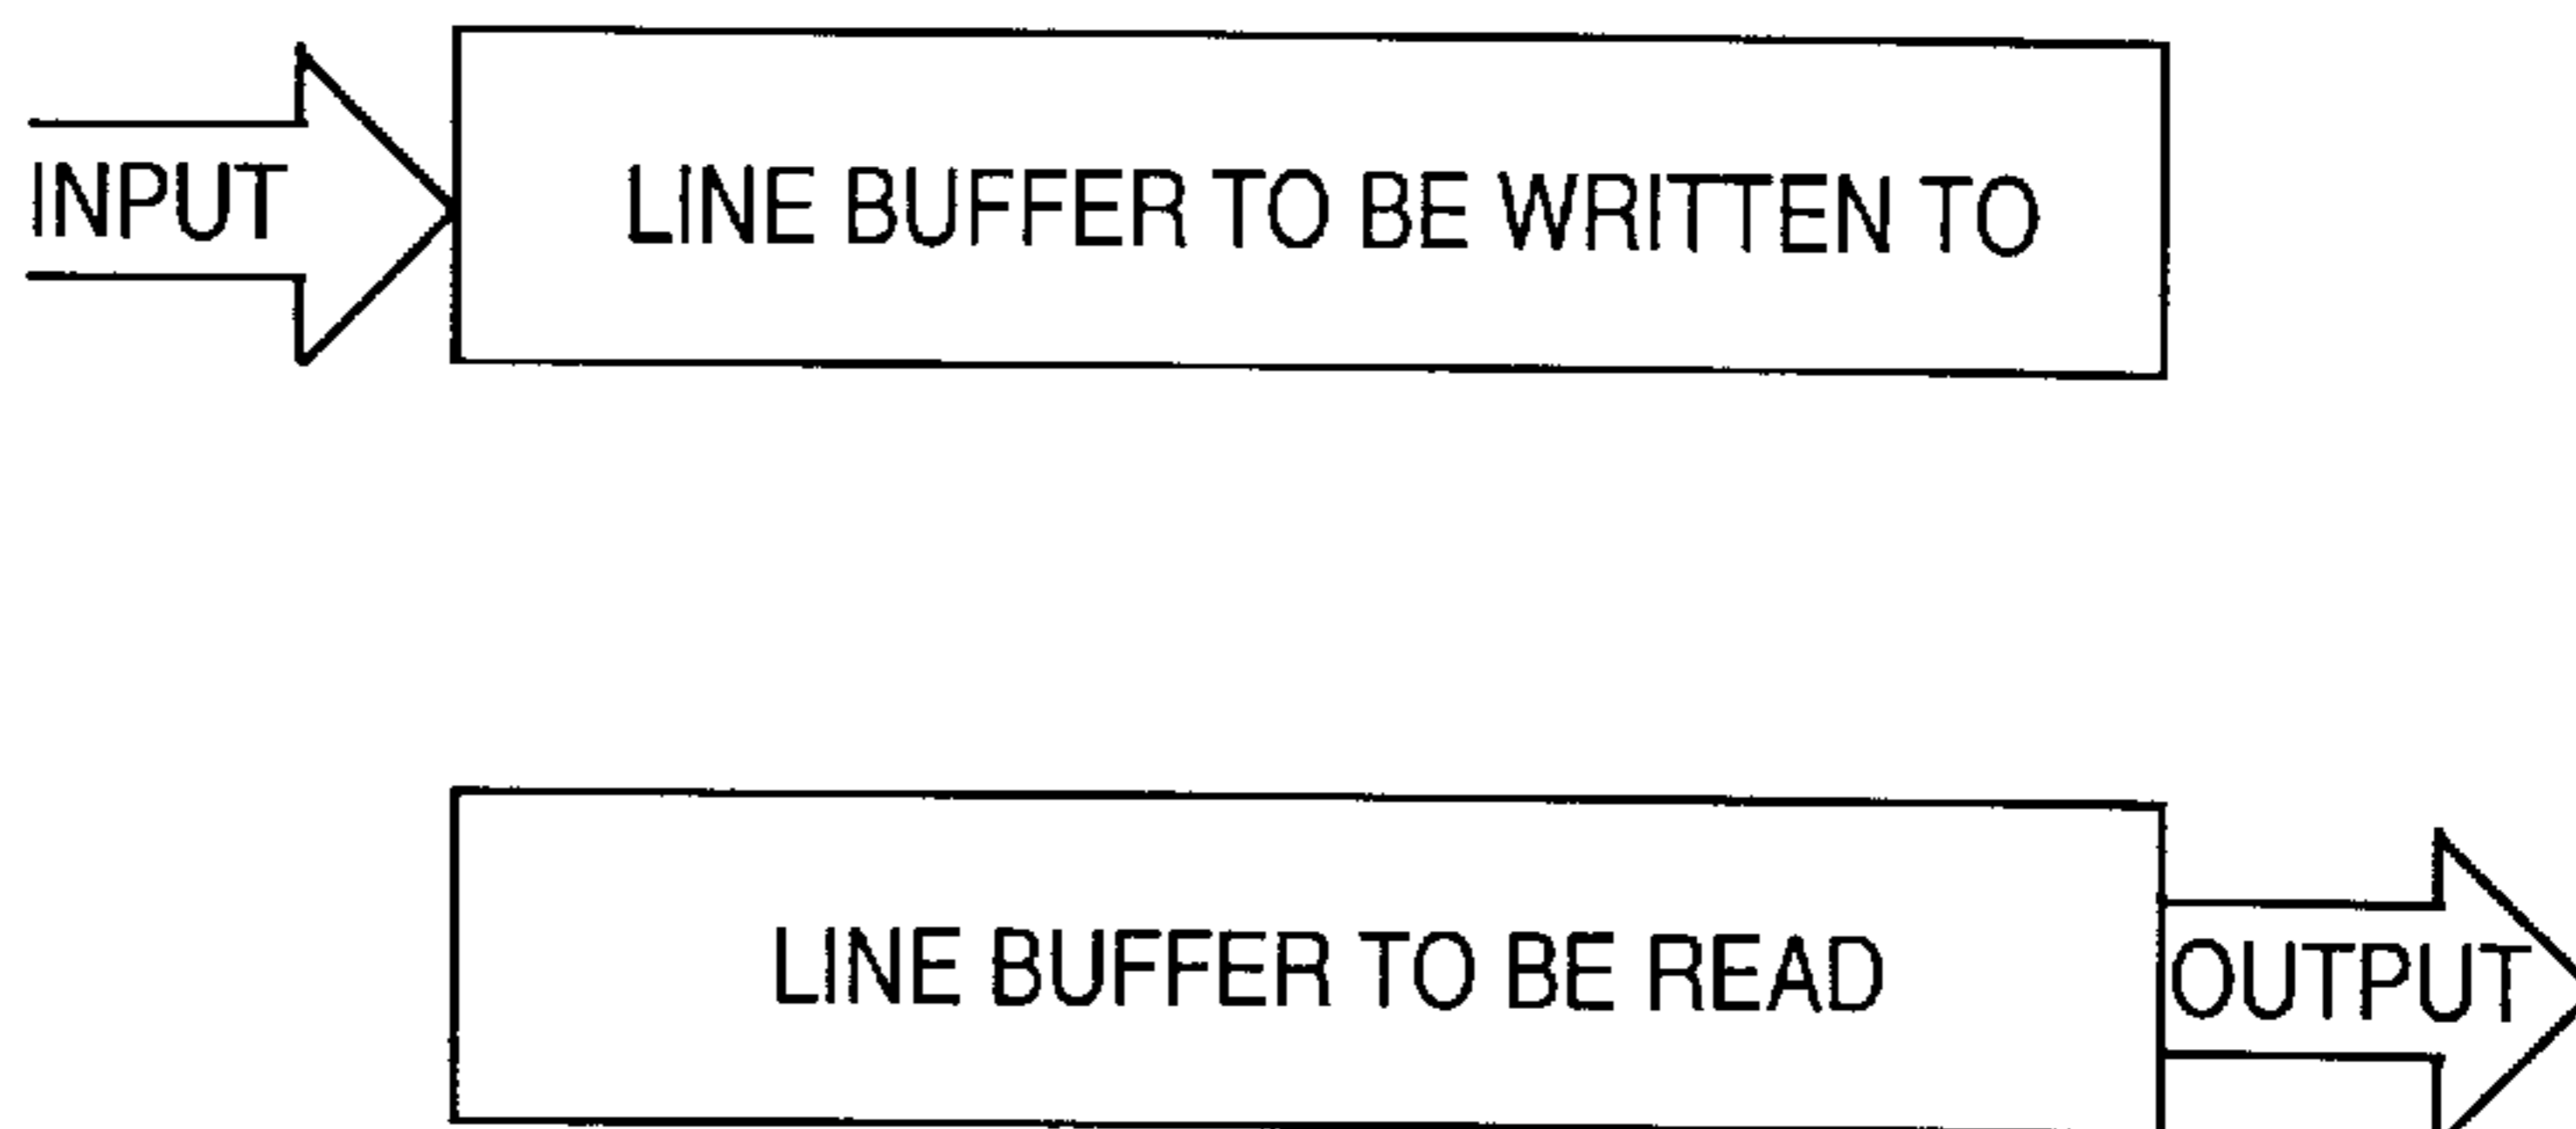 INPUT
LINE BUFFER TO BE WRITTEN TO
LINE BUFFER TO BE READ
OUTPUT